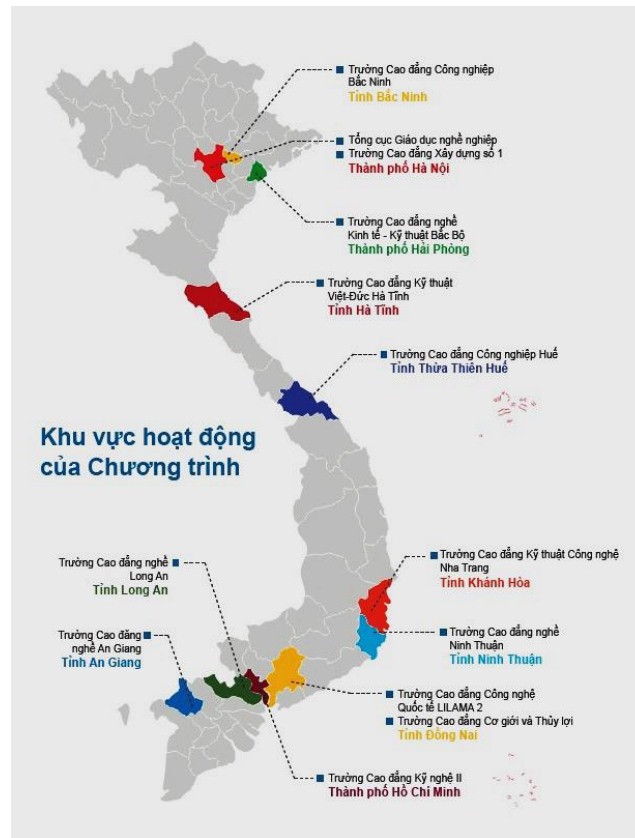 Trường Cao đẳng Công nghiệp
Bắc Ninh
Tỉnh Bắc Ninh
Tổng cục Giáo dục nghề nghiệp
Trường Cao đẳng Xây dựng số 1
Thành phố Hà Nội
Trường Cao đẳng nghề
Kinh tế - Kỹ thuật Bắc Bộ
Thành phố Hải Phòng
Trường Cao đẳng Kỹ thuật
Việt-Đức Hà Tĩnh
Tỉnh Hà Tĩnh
Trường Cao đẳng Công nghiệp Huế
Tỉnh Thừa Thiên Huế
Khu vực hoạt động
của Chương trình
Trường Cao đẳng Kỹ thuật Công nghệ
Nha Trang
Tỉnh Khánh Hòa
Trường Cao đẳng nghề
Long An
Tỉnh Long An
Trường Cao đẳng nghề
Ninh Thuận
Tỉnh Ninh Thuận
Trường Cao đẳng
nghề An Giang
Tỉnh An Giang
Trường Cao đẳng Công nghệ
Quốc tế LILAMA 2
Trường Cao đẳng Cơ giới và Thủy lợi
Tỉnh Đồng Nai
Trường Cao đẳng Kỹ nghệ II
Thành phố Hồ Chí Minh